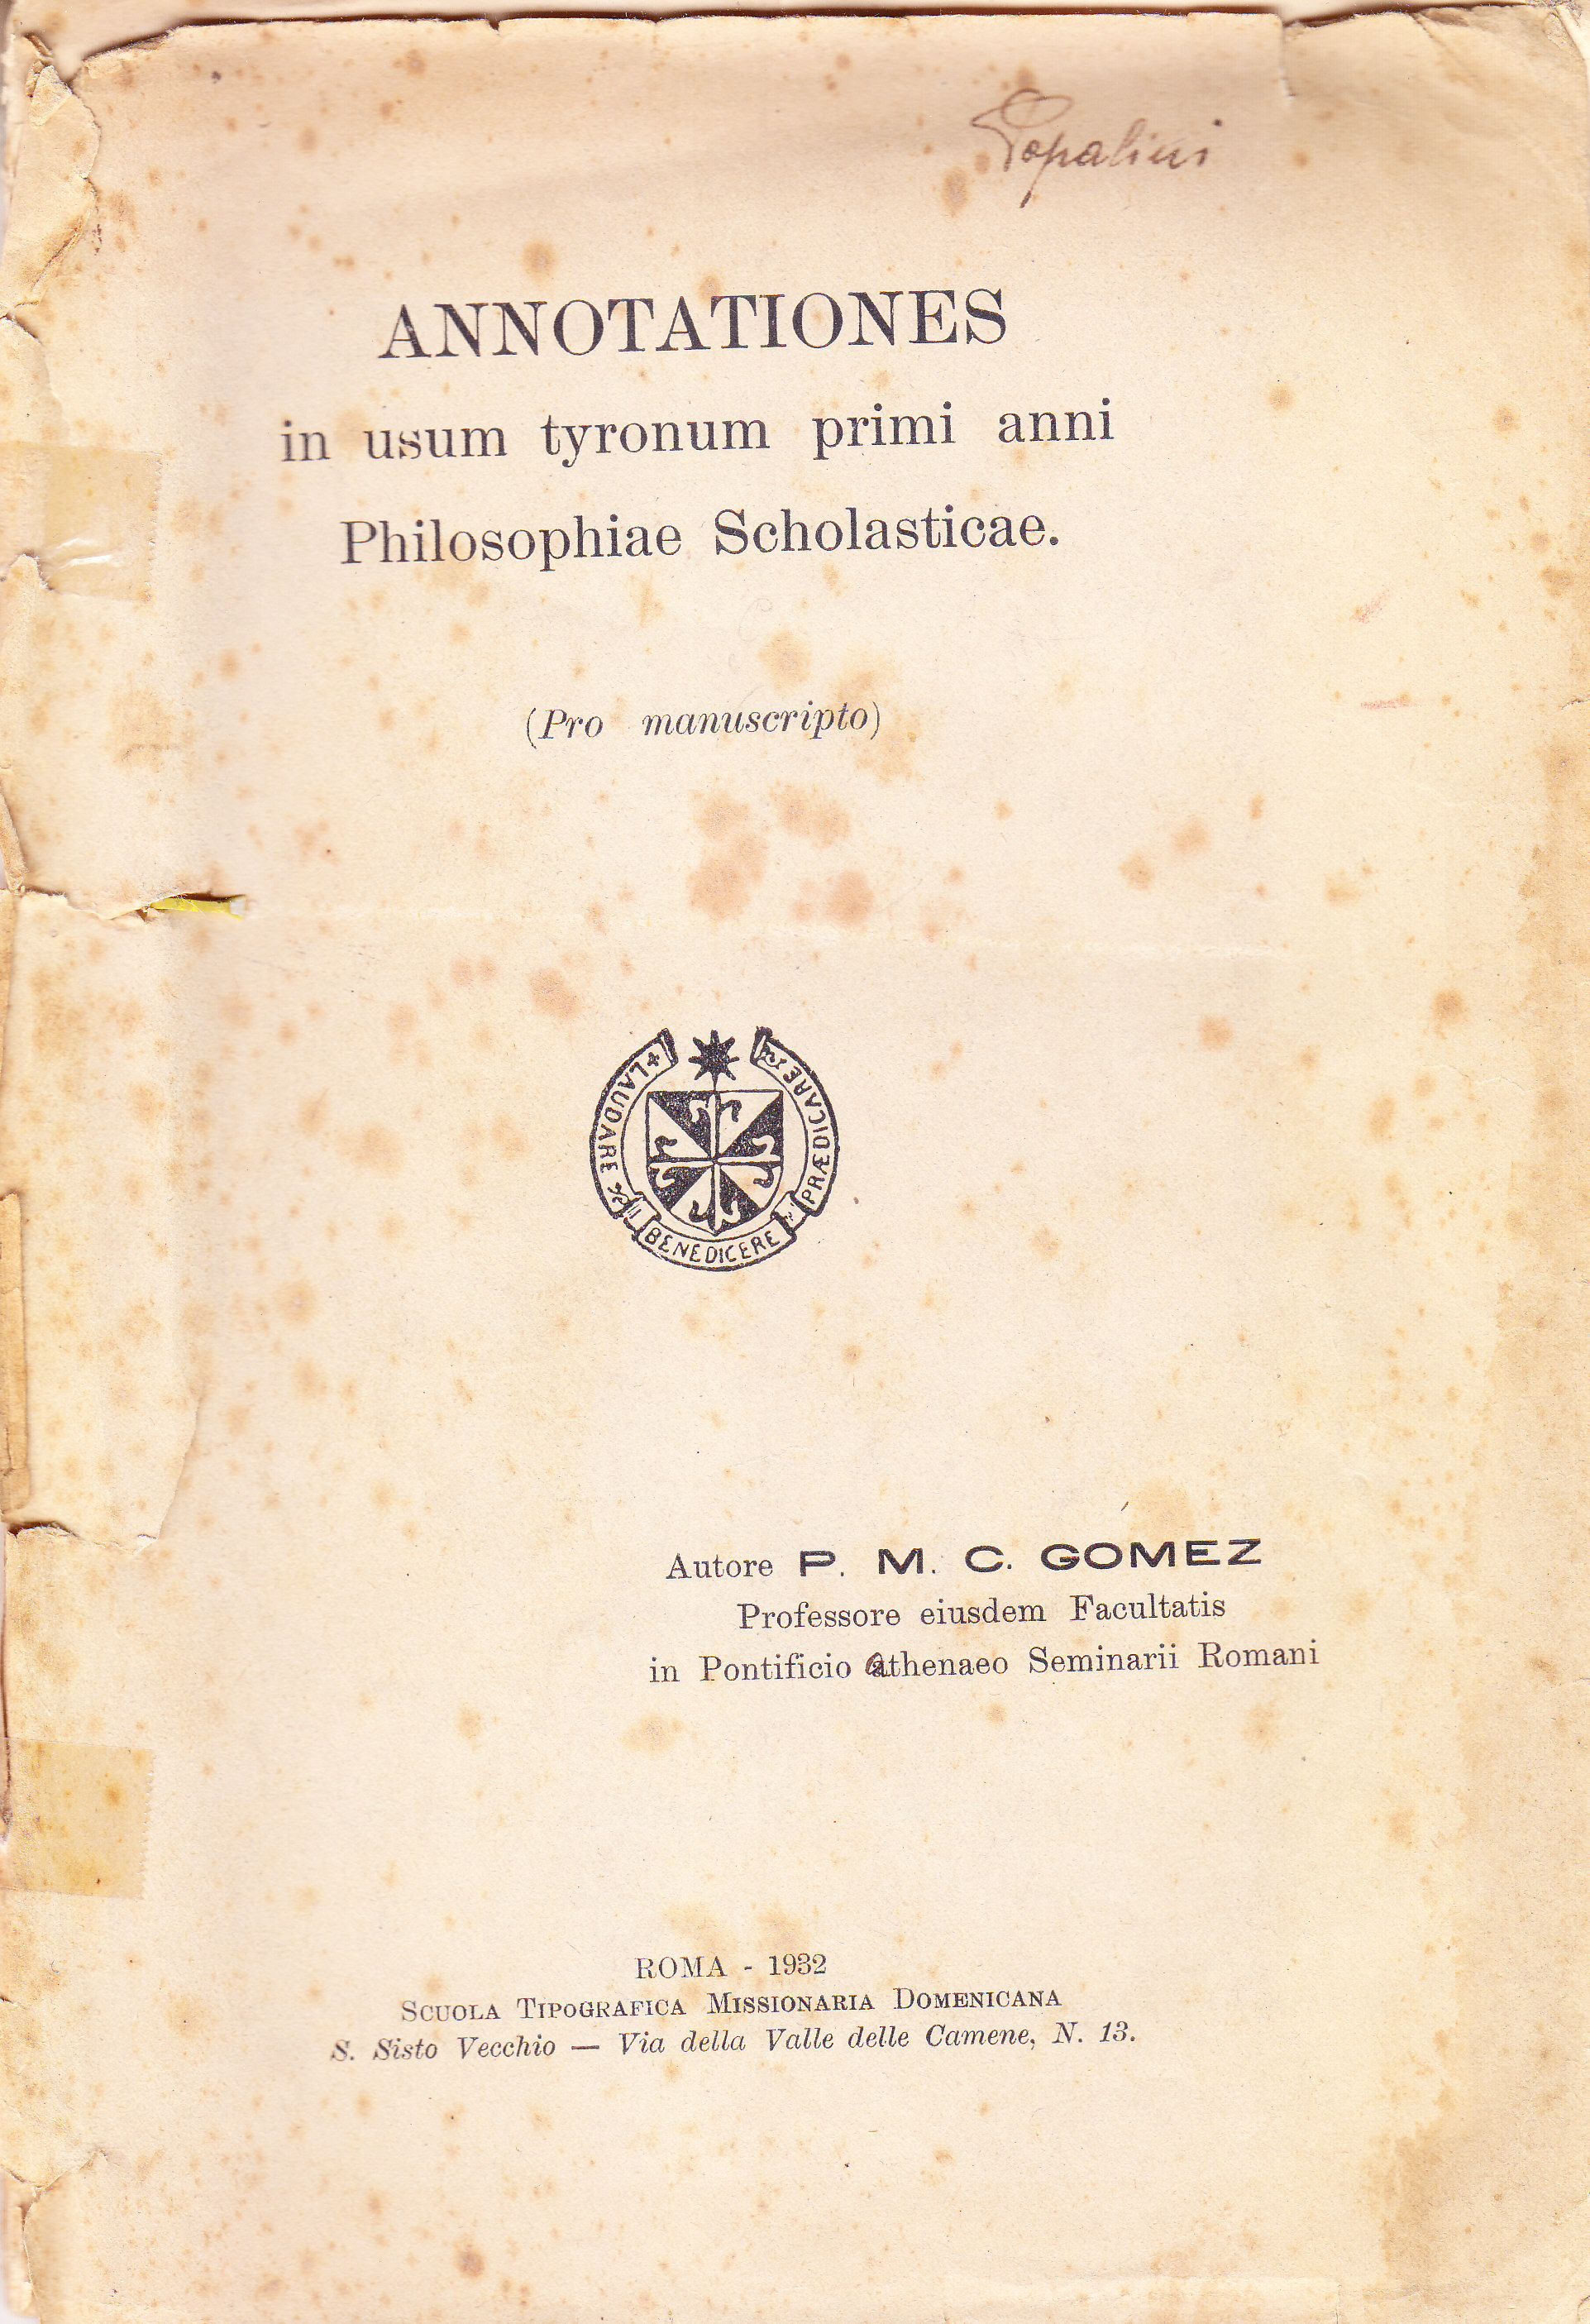 Popalini
ANNOTATIONES
in usum tyronum primi anni
Philosophiae Scholasticae.
(Pro manuscripto)
LAUDARE
BENEDICERE
PRÆDICARE
Autore P. M. C. GOMEZ
Professore eiusdem Facultatis
in Pontificio Athenaeo Seminarii Romani
ROMA - 1932
SCUOLA TIPOGRAFICA MISSIONARIA DOMENICANA
S. Sisto Vecchio — Via della Valle delle Camene, N. 13.